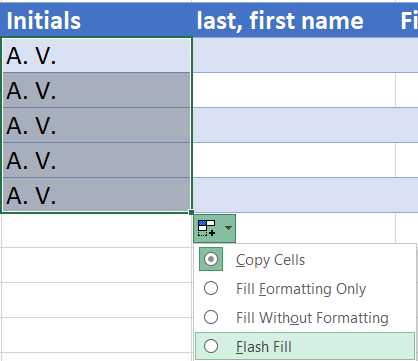 Initials last, first name Fi
A. V.
A. V.
A. V.
A. V.
A. V.
Copy Cells
Fill Formatting Only
Fill Without Formatting
Flash Fill